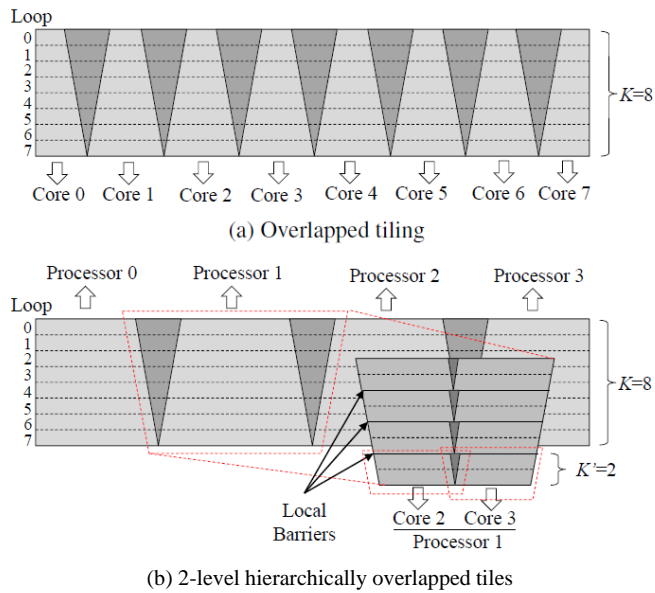 Loop
0
1
2
3
4
5
6
7
K=8
Core 0 Core 1 Core 2 Core 3 Core 4 Core 5 Core 6 Core 7
(a) Overlapped tiling
Processor 0 Processor 1 Processor 2 Processor 3
Loop
0
1
2
3
4
5
6
7
K=8
K'=2
Local
Barriers
Core 2 Core 3
Processor 1
(b) 2-level hierarchically overlapped tiles